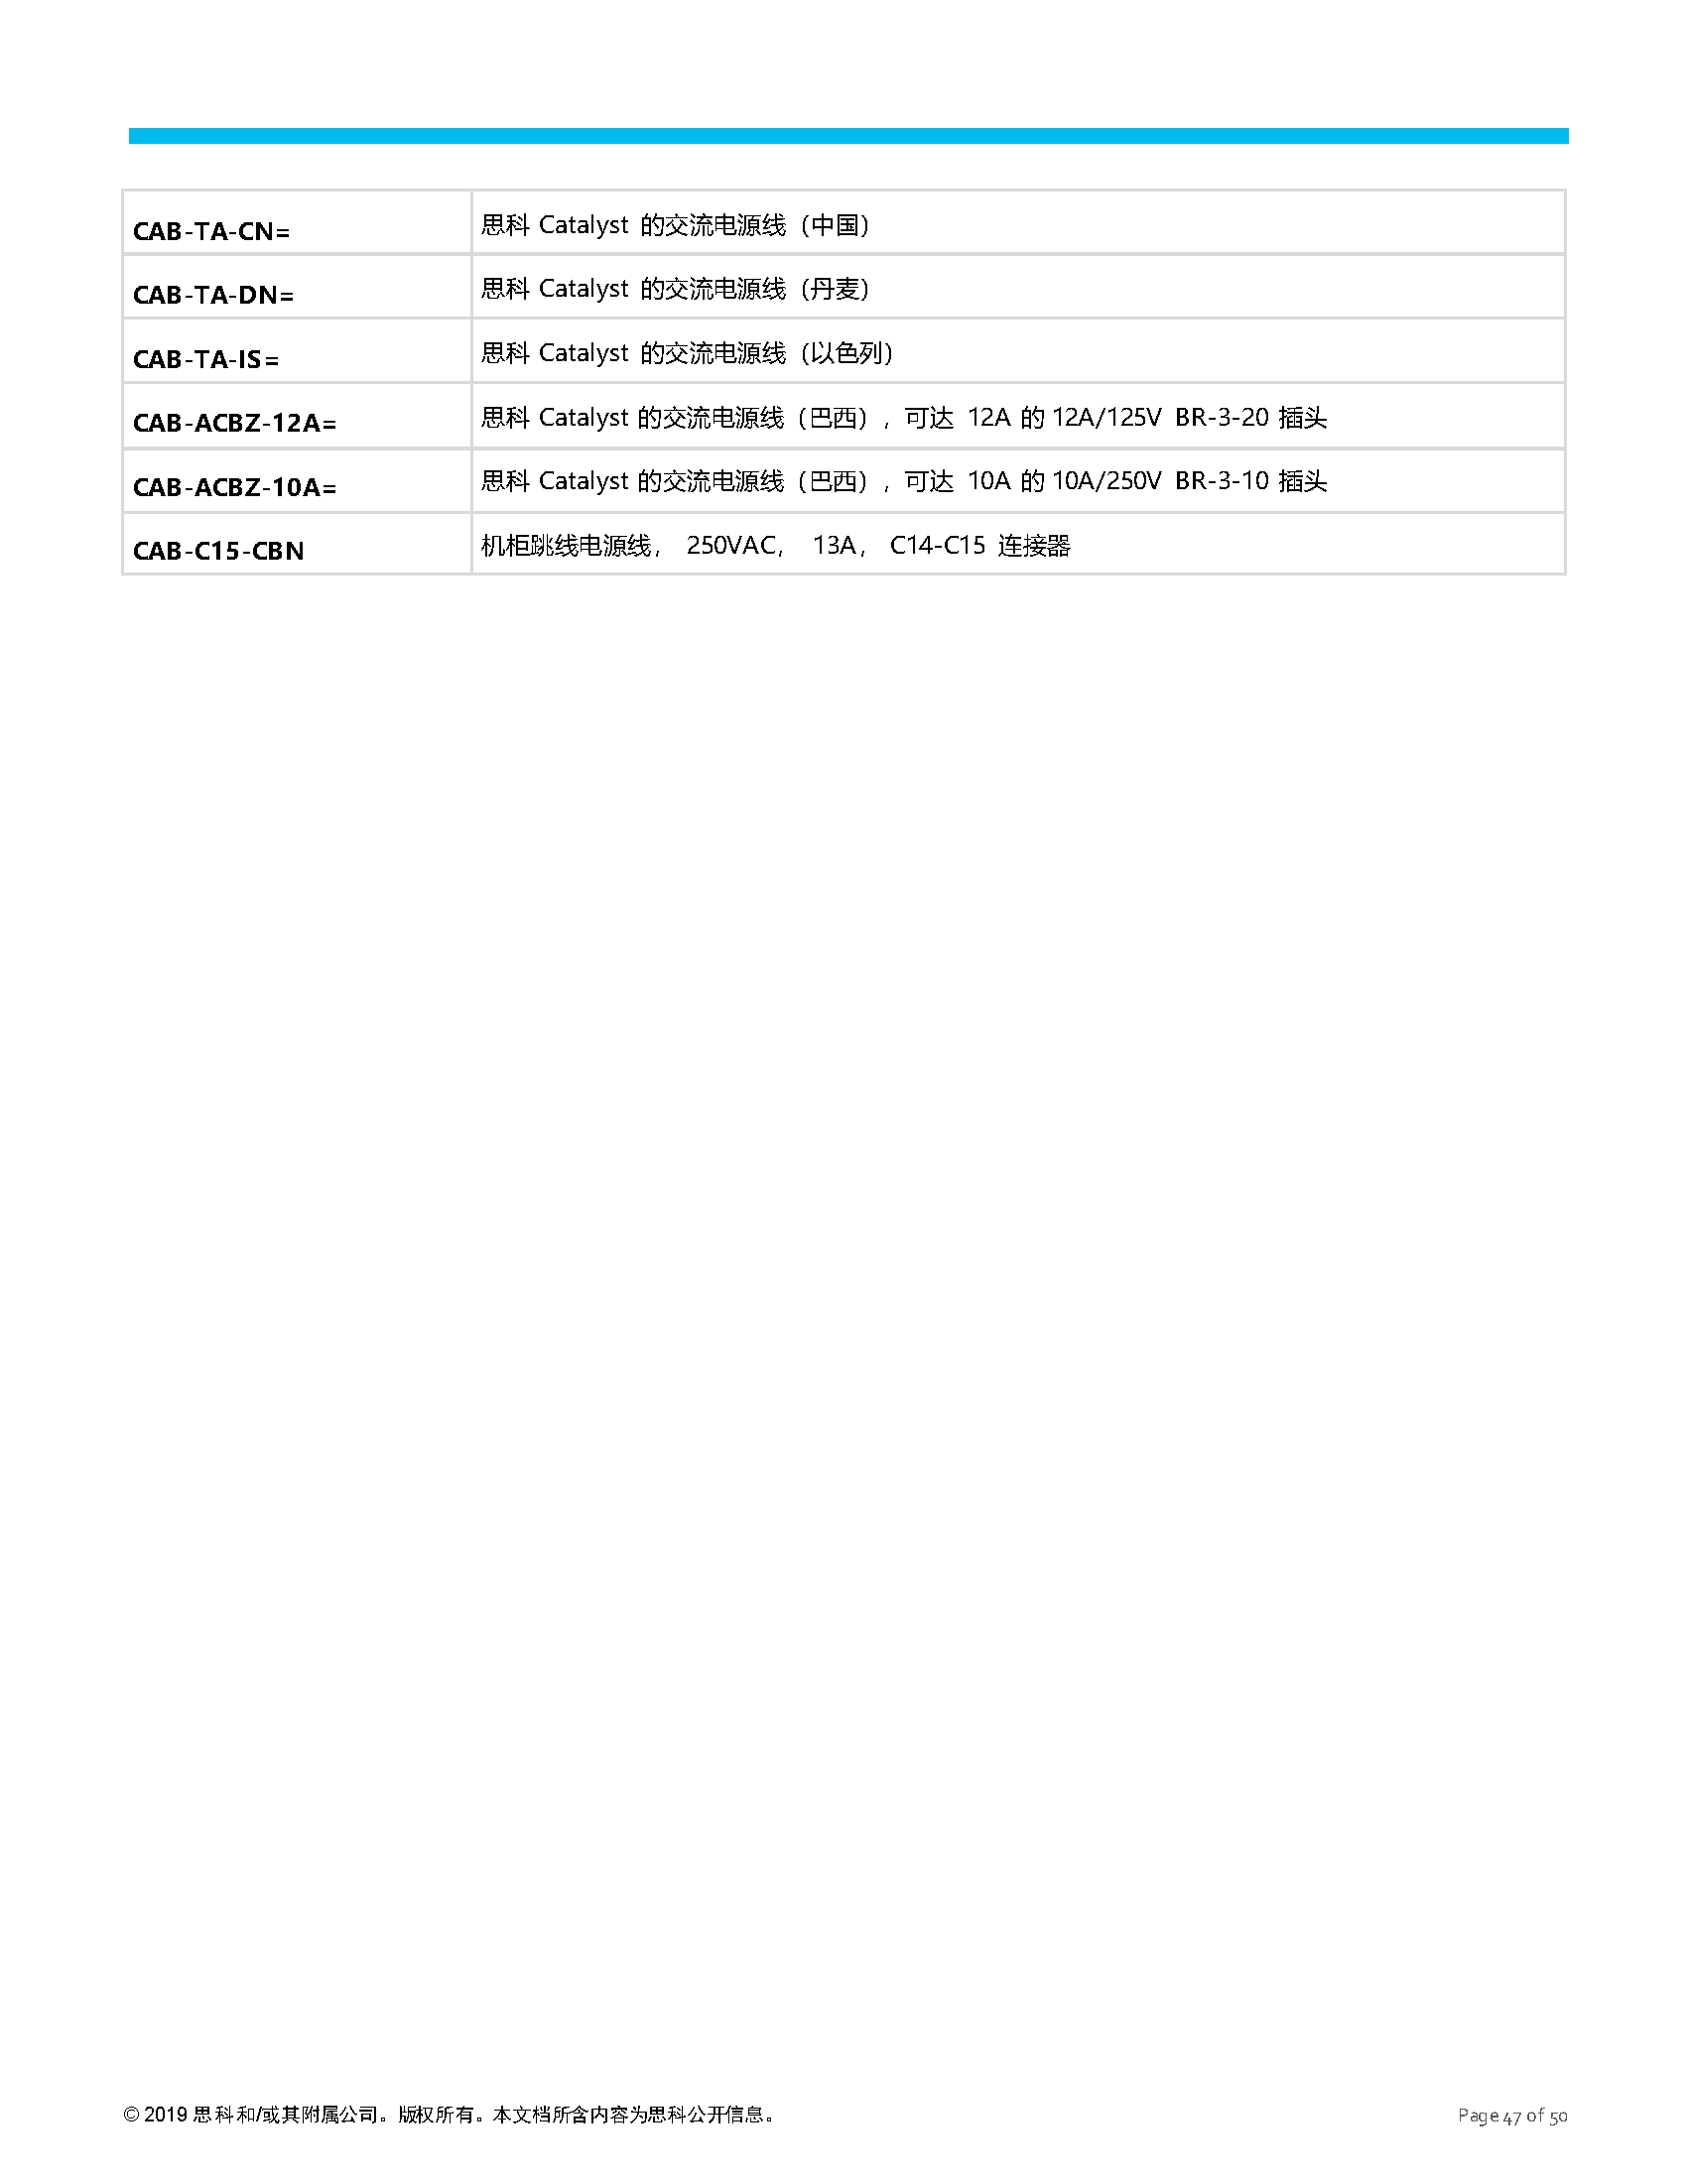 CAB-TA-CN= 思科 Catalyst 的交流电源线（中国）
CAB-TA-DN= 思科 Catalyst 的交流电源线（丹麦）
CAB-TA-IS= 思科 Catalyst 的交流电源线（以色列）
CAB-ACBZ-12A= 思科 Catalyst 的交流电源线（巴西），可达 12A 的 12A/125V BR-3-20 插头
CAB-ACBZ-10A= 思科 Catalyst 的交流电源线（巴西），可达 10A 的 10A/250V BR-3-10 插头
CAB-C15-CBN 机柜跳线电源线， 250VAC， 13A， C14-C15 连接器
© 2019 思科和/或其附属公司。版权所有。本文档所含内容为思科公开信息。 Page 47 of 50